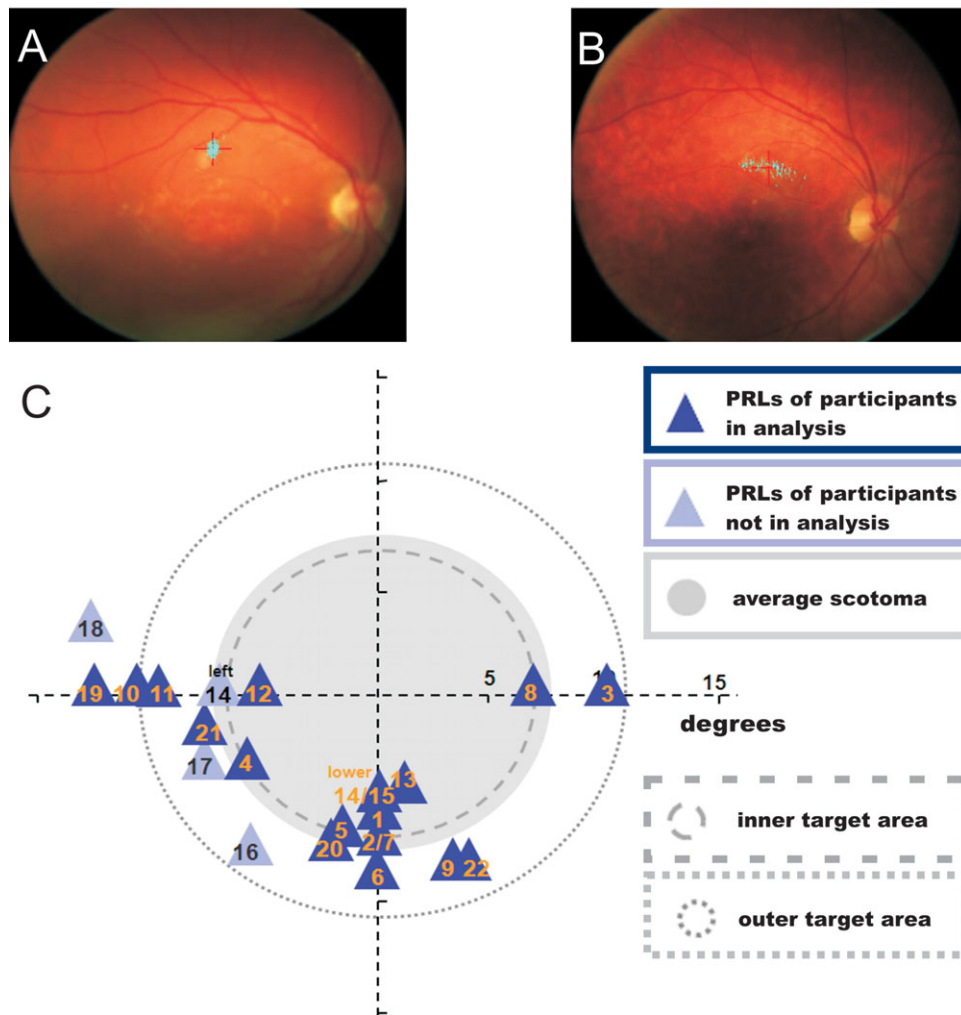 A
B
C
PRLs of participants
in analysis
PRLs of participants
not in analysis
average scotoma
18
left
5
10
15
19
10
11
14
12
8
3
degrees
21
17
4
lower
13
14/15
1
5
20
2/7
16
6
9
22
inner target area
outer target area